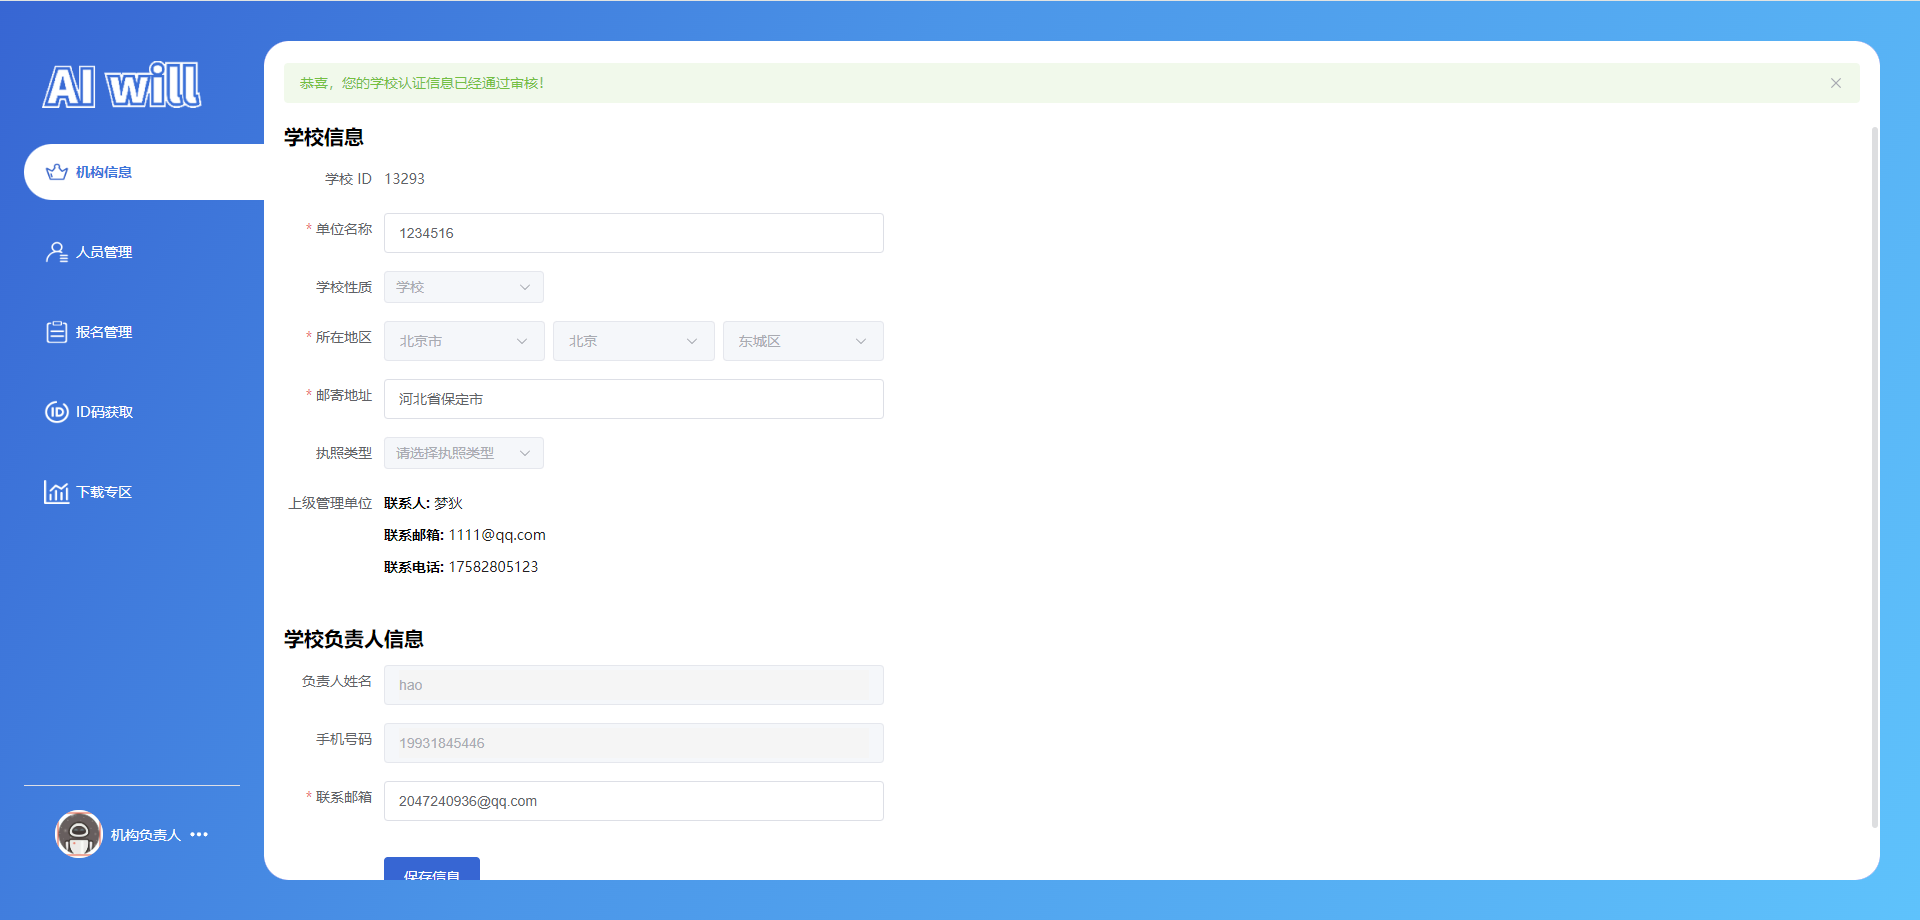 AI will
机构信息
人员管理
报名管理
ID码获取
下载专区
机构负责人 •••
恭喜，您的学校认证信息已经通过审核！
学校信息
学校 ID 13293
* 单位名称 1234516
学校性质 学校
* 所在地区 北京市 北京 东城区
* 邮寄地址 河北省保定市
执照类型 请选择执照类型
上级管理单位 联系人: 梦狄
联系邮箱: 1111@qq.com
联系电话: 17582805123
学校负责人信息
负责人姓名 hao
手机号码 19931845446
* 联系邮箱 2047240936@qq.com
保存信息